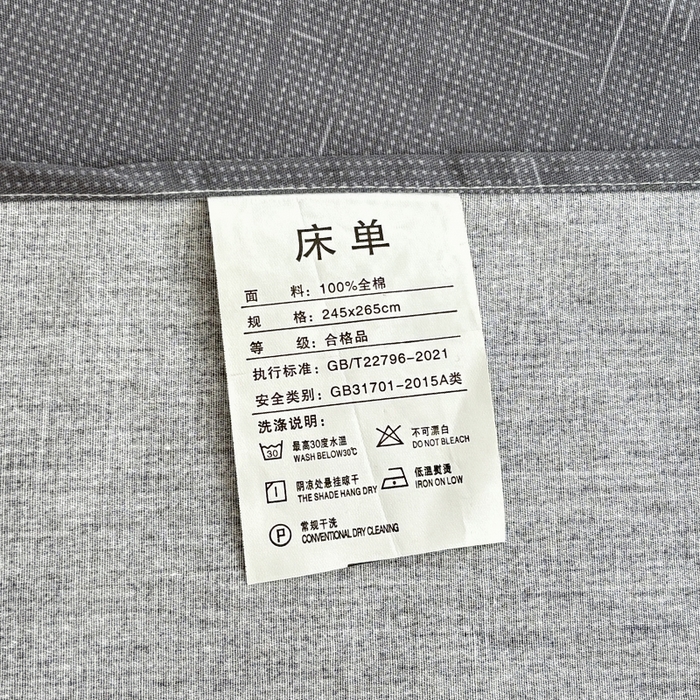 床单
面 料：100%全棉
规 格：245x265cm
等 级：合格品
执行标准：GB/T22796-2021
安全类别：GB31701-2015A类
洗涤说明：
30 最高30度水温 不可漂白
WASH BELOW30℃ DO NOT BLEACH
阴凉处悬挂晾干 低温熨烫
THE SHADE HANG DRY IRON ON LOW
P 常规干洗
CONVENTIONAL DRY CLEANING